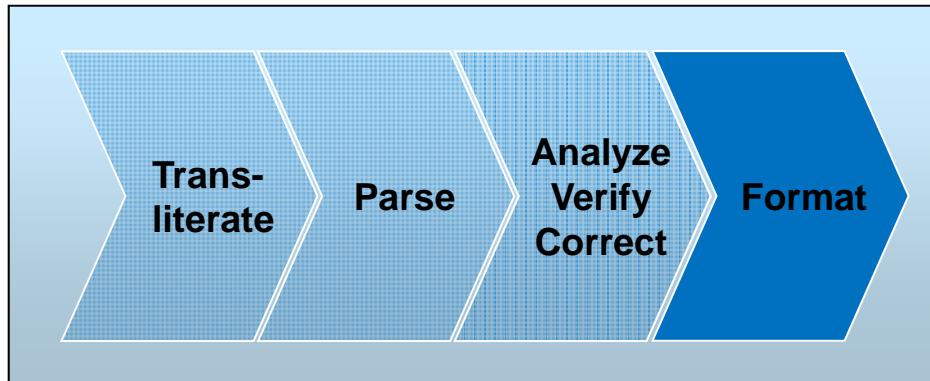 Trans-
literate
Parse
Analyze
Verify
Correct
Format